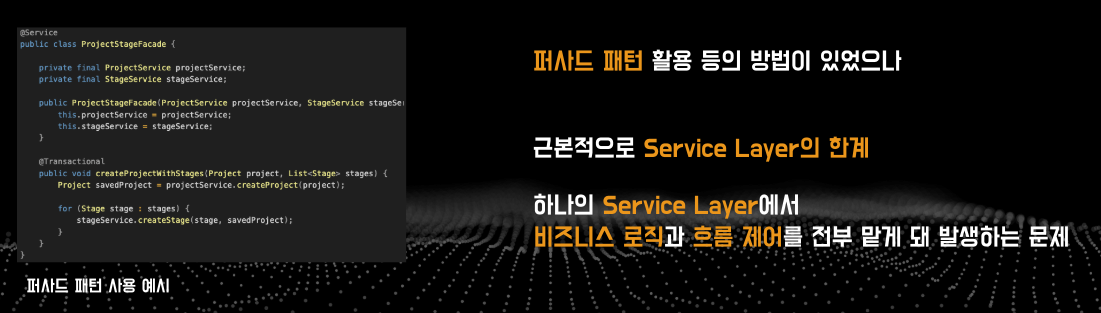 @Service
public class ProjectStageFacade {
private final ProjectService projectService;
private final StageService stageService;
public ProjectStageFacade(ProjectService projectService, StageService stageSer
this.projectService = projectService;
this.stageService = stageService;
}
@Transactional
public void createProjectWithStages(Project project, List<Stage> stages) {
Project savedProject = projectService.createProject(project);
for (Stage stage : stages) {
stageService.createStage(stage, savedProject);
}
}
}
퍼사드 패턴 사용 예시
퍼사드 패턴 활용 등의 방법이 있었으나
근본적으로 Service Layer의 한계
하나의 Service Layer에서
비즈니스 로직과 흐름 제어를 전부 맡게 돼 발생하는 문제